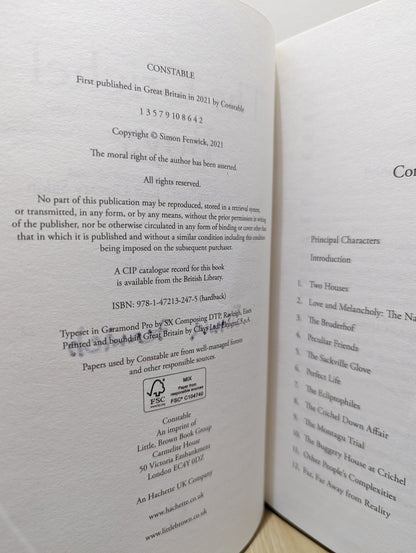 CONSTABLE
First published in Great Britain in 2021 by Constable
1 3 5 7 9 10 8 6 4 2
Copyright © Simon Fenwick, 2021
The moral right of the author has been asserted.
All rights reserved.
No part of this publication may be reproduced, stored in a retrieval system,
or transmitted, in any form, or by any means, without the prior permission in writing
of the publisher, nor be otherwise circulated in any form of binding or cover other than
that in which it is published and without a similar condition including this condition
being imposed on the subsequent purchaser.
A CIP catalogue record for this book
is available from the British Library.
ISBN: 978-1-47213-247-5 (hardback)
Typeset in Garamond Pro by SX Composing DTP, Rayleigh, Essex
Printed and bound in Great Britain by Clays Ltd, Elcograf, S.p.A.
Papers used by Constable are from well-managed forests
and other responsible sources.
FSC
MIX
Paper from
responsible sources
FSC® C104740
Constable
An imprint of
Little, Brown Book Group
Carmelite House
50 Victoria Embankment
London EC4Y 0DZ
An Hachette UK Company
www.hachette.co.uk
www.littlebrown.co.uk
Con
Principal Characters
Introduction
1. Two Houses
2. Love and Melancholy: The Na
3. The Bruderhof
4. Peculiar Friends
5. The Sackville Glove
6. Perfect Life
7. The Ecliptophiles
8. The Crichel Down Affair
9. The Montagu Trial
10. The Buggery House at Crichel
11. Other People's Complexities
12. Far, Far Away from Reality